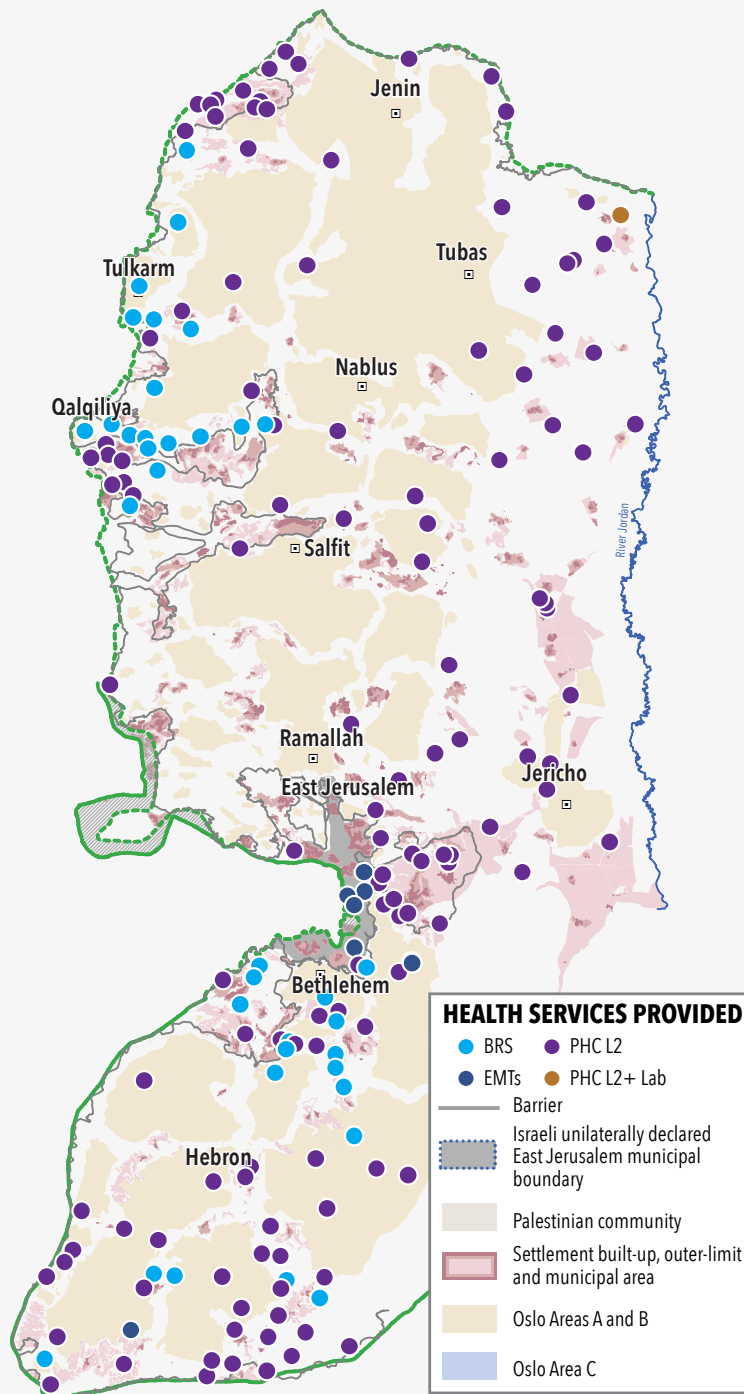 Jenin
Tubas
Tulkarm
Nablus
Qalqiliya
River Jordan
Salfit
Ramallah
East Jerusalem
Jericho
Bethlehem
Hebron
HEALTH SERVICES PROVIDED
BRS
PHC L2
EMTs
PHC L2+ Lab
Barrier
Israeli unilaterally declared
East Jerusalem municipal
boundary
Palestinian community
Settlement built-up, outer-limit
and municipal area
Oslo Areas A and B
Oslo Area C